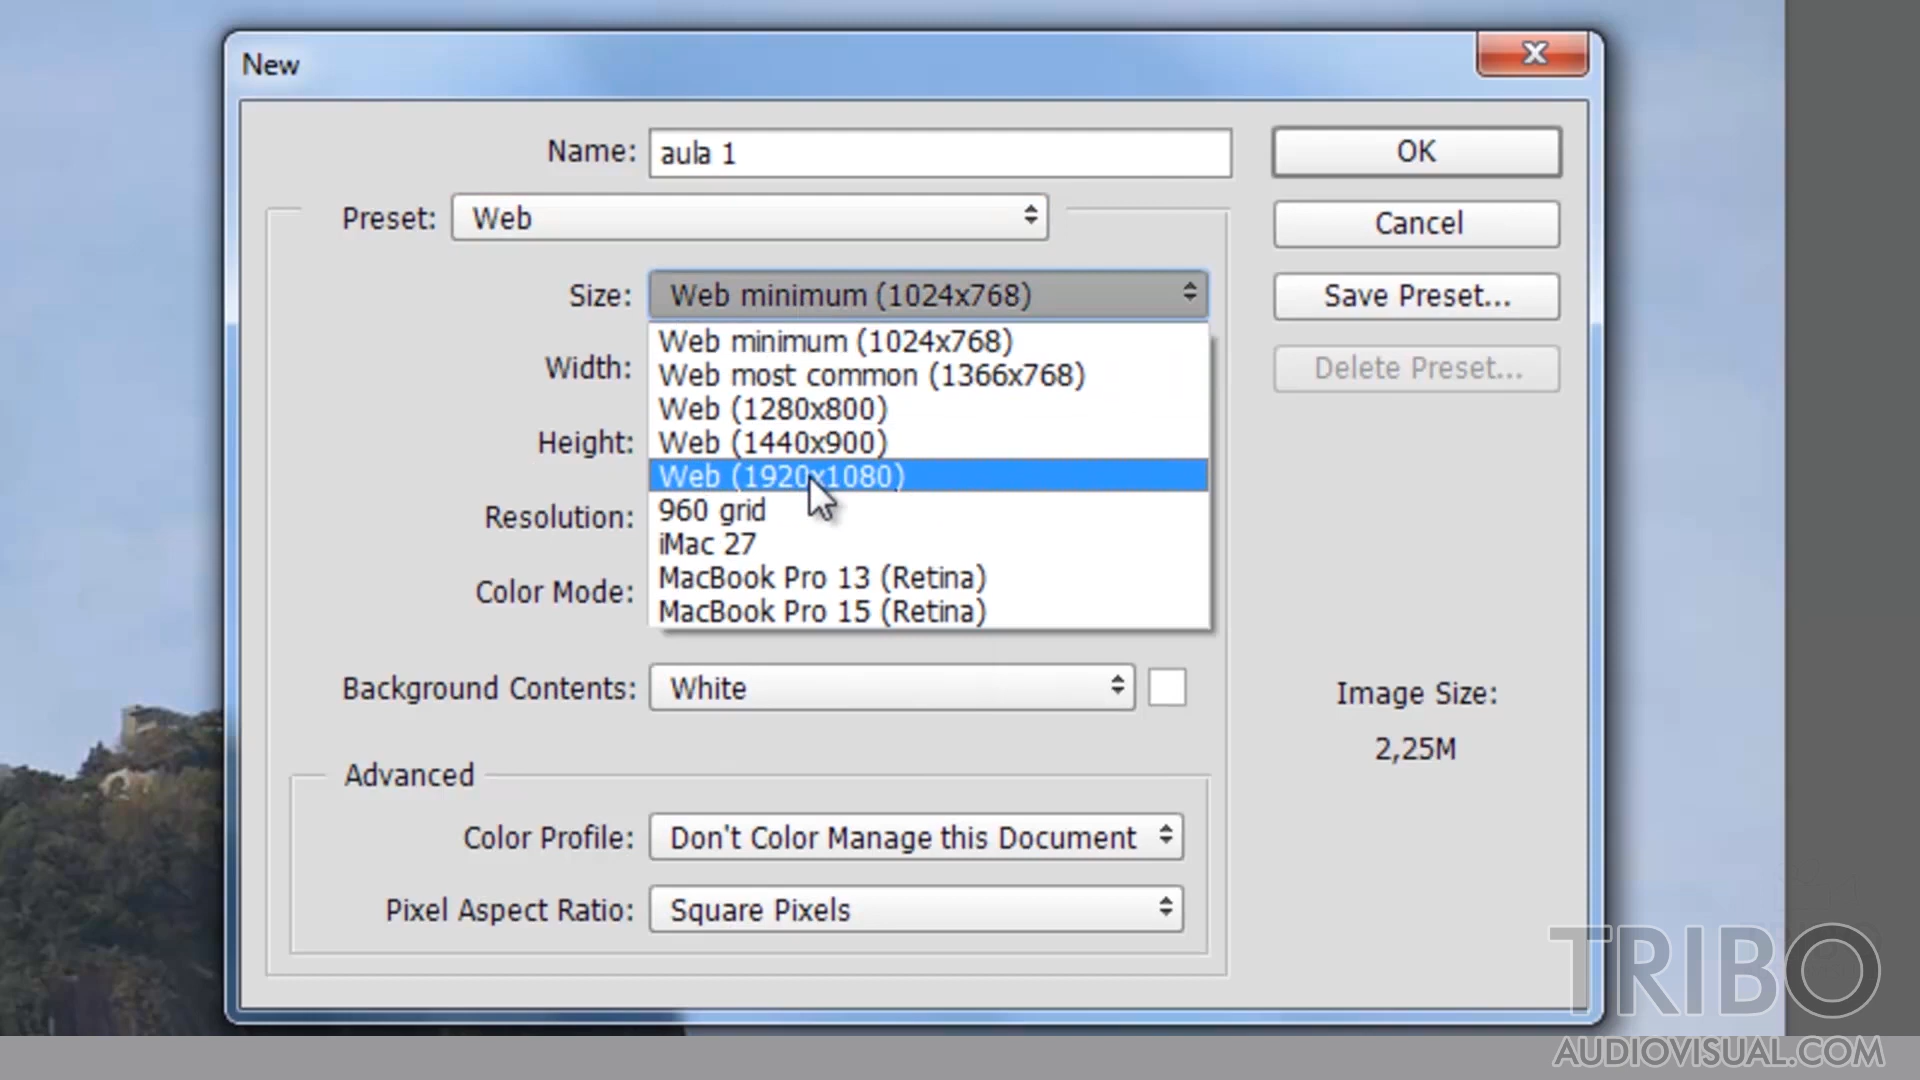 New
Name: aula 1
OK
Preset: Web
Cancel
Size: Web minimum (1024x768)
Save Preset...
Web minimum (1024x768)
Width:
Web most common (1366x768)
Delete Preset...
Web (1280x800)
Height:
Web (1440x900)
Web (1920x1080)
Resolution:
960 grid
iMac 27
Color Mode:
MacBook Pro 13 (Retina)
MacBook Pro 15 (Retina)
Background Contents: White
Image Size:
2,25M
Advanced
Color Profile: Don't Color Manage this Document
Pixel Aspect Ratio: Square Pixels
TRIBO
AUDIOVISUAL.COM